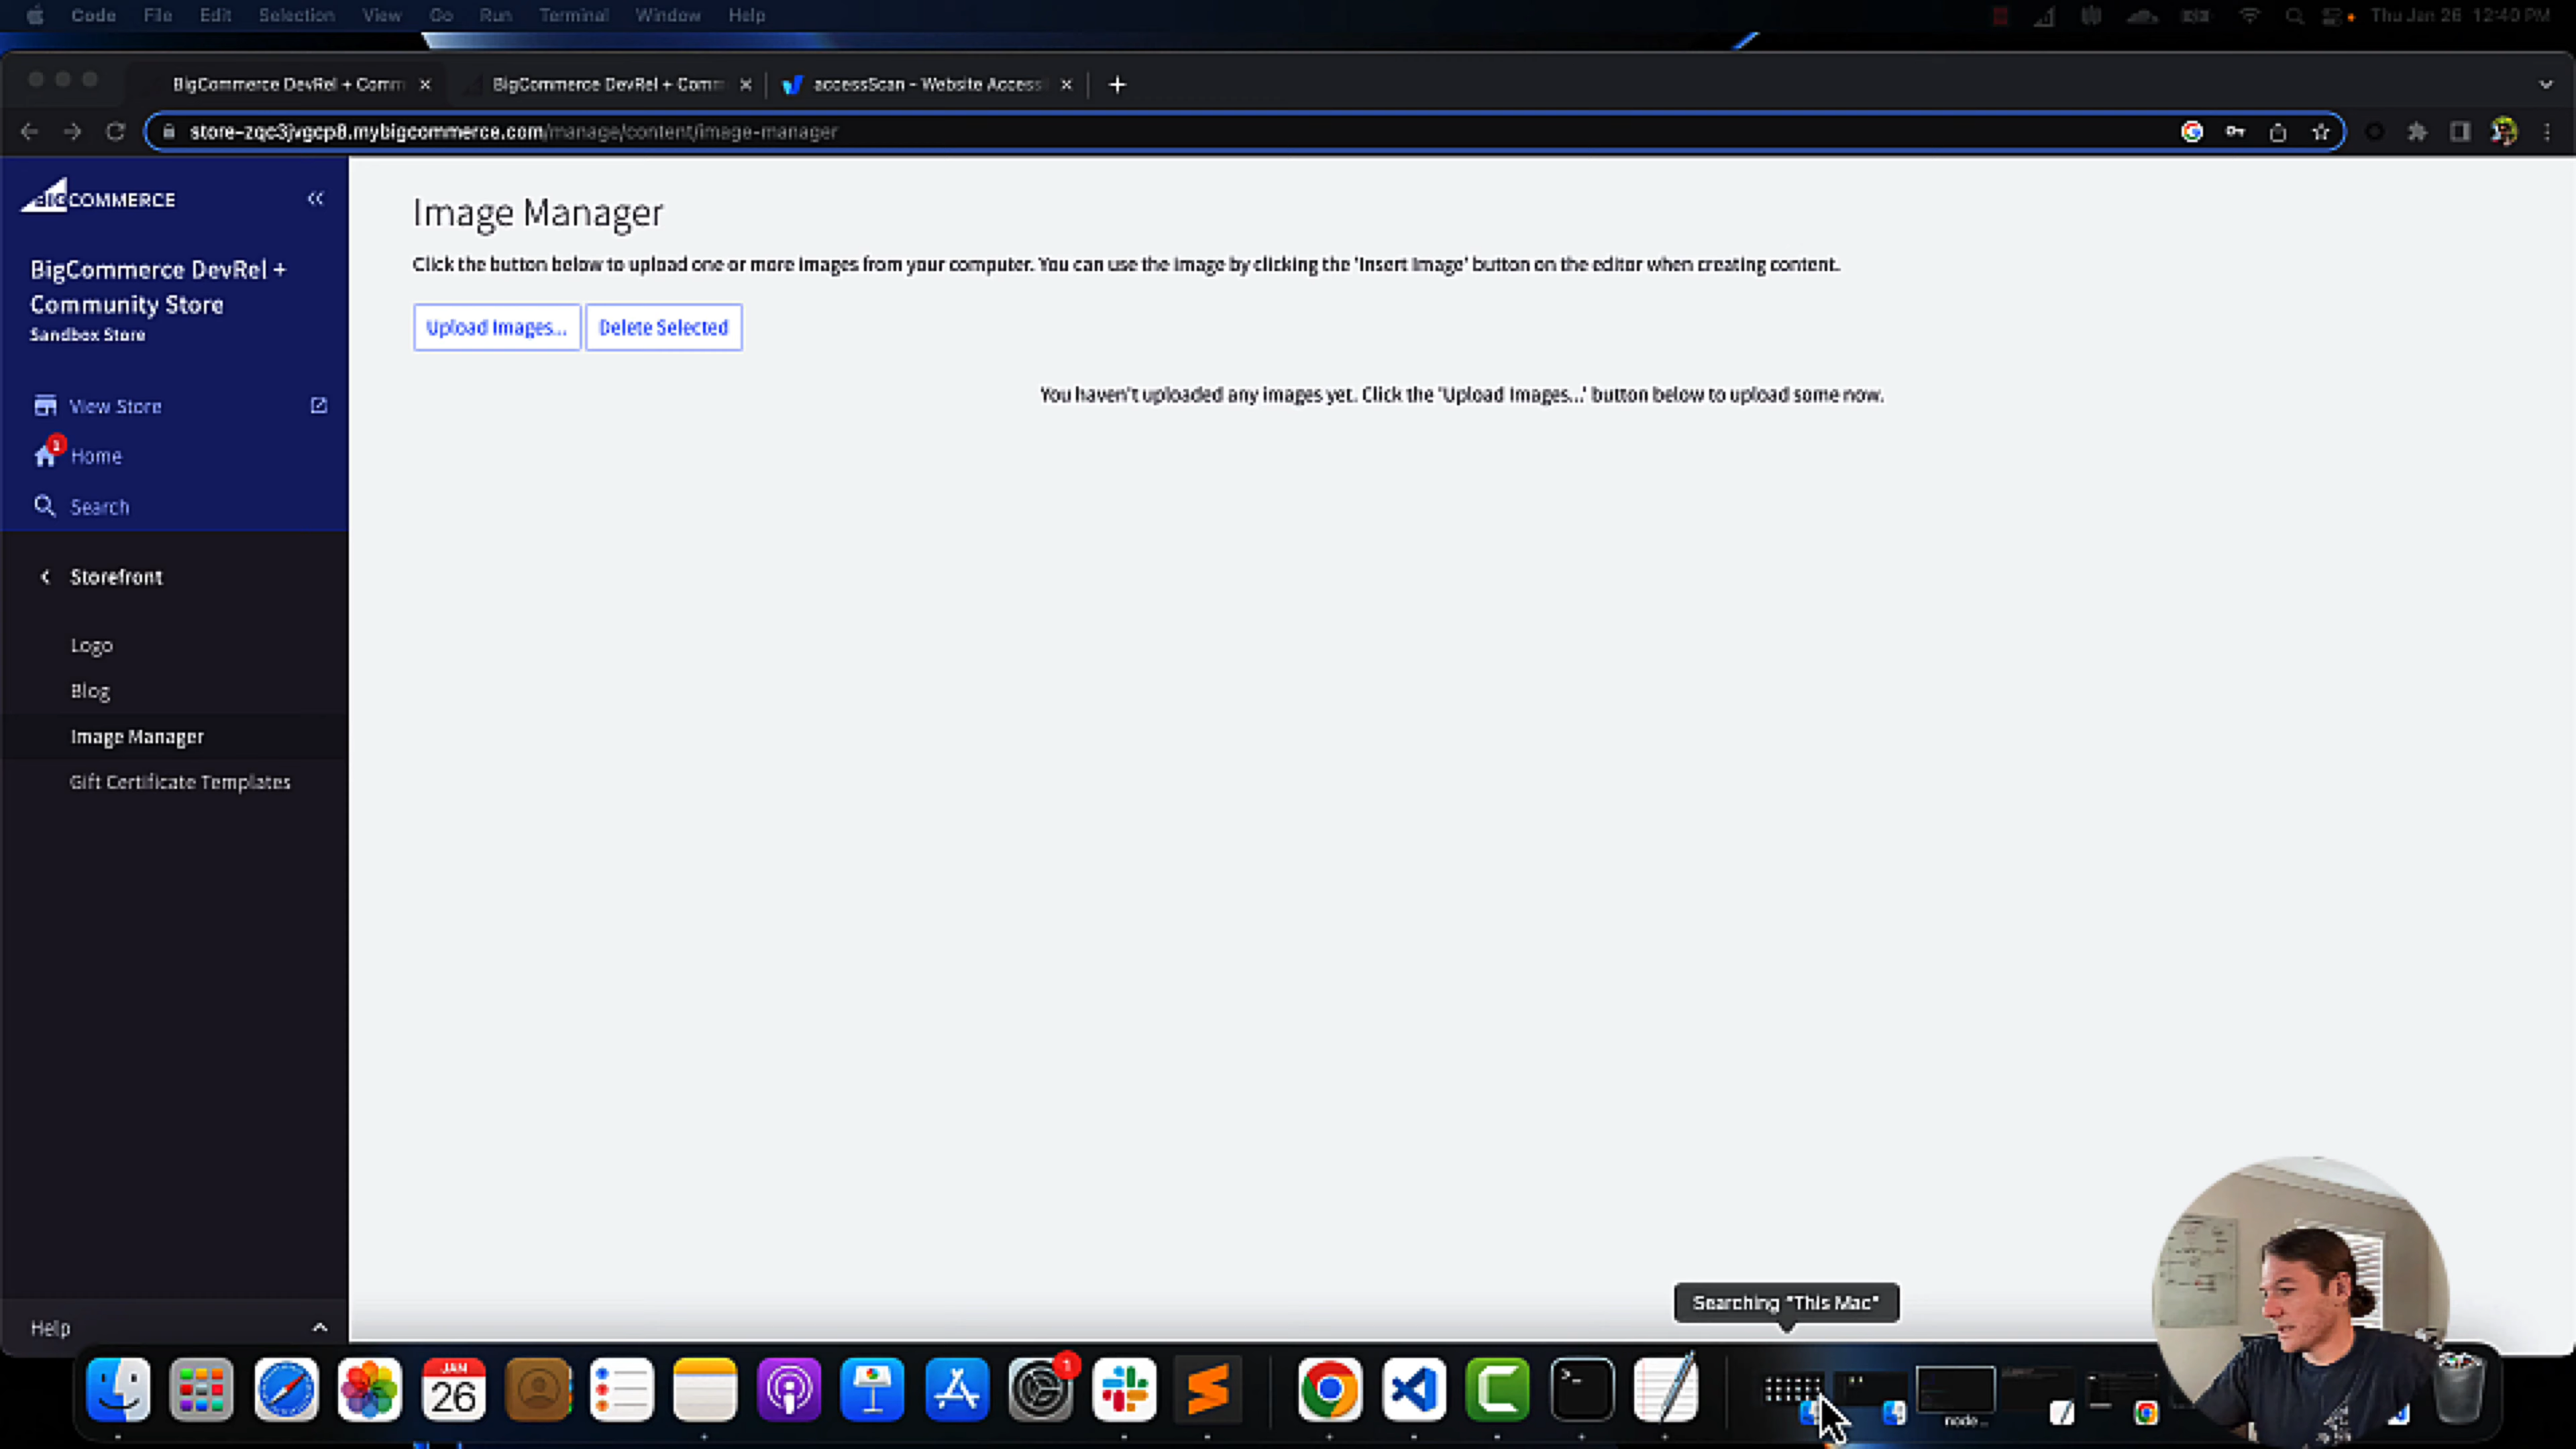 Code File Edit Selection View Go Run Terminal Window Help Thu Jan 26 12:40 PM
BigCommerce DevRel + Comm BigCommerce DevRel + Comm accessScan - Website Access
store-zqc3jvgcp8.mybigcommerce.com/manage/content/image-manager
BIGCOMMERCE
BigCommerce DevRel +
Community Store
Sandbox Store
View Store
Home
Search
Storefront
Logo
Blog
Image Manager
Gift Certificate Templates
Help
Image Manager
Click the button below to upload one or more images from your computer. You can use the image by clicking the 'Insert Image' button on the editor when creating content.
Upload Images... Delete Selected
You haven't uploaded any images yet. Click the 'Upload Images...' button below to upload some now.
Searching "This Mac"
JAN
26
1
>_
node ...